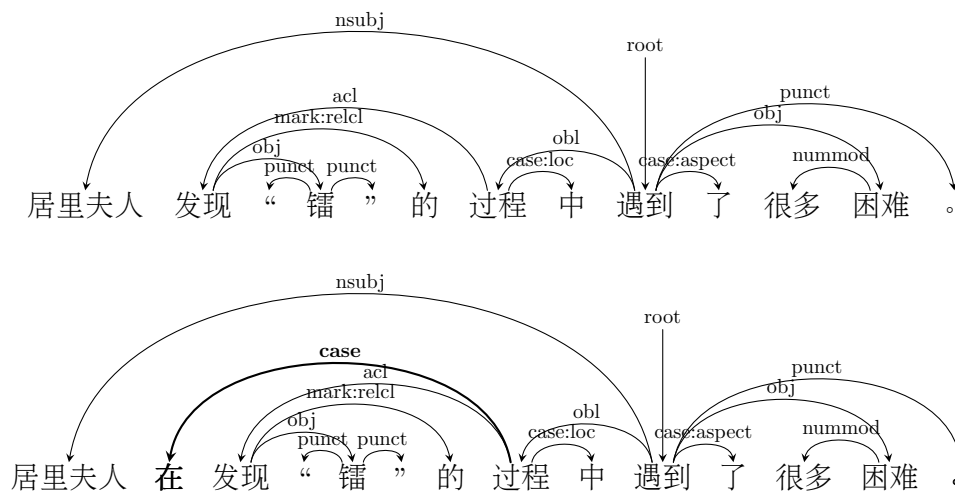 nsubj
root
acl
punct
mark:relcl
obj
obj
obl
punct
punct
case:loc
case:aspect
nummod
居里夫人 发现 “ 镭 ” 的 过程 中 遇到 了 很多 困难 。
nsubj
root
case
acl
punct
mark:relcl
obj
obj
obl
punct
punct
case:loc
case:aspect
nummod
居里夫人 在 发现 “ 镭 ” 的 过程 中 遇到 了 很多 困难 。